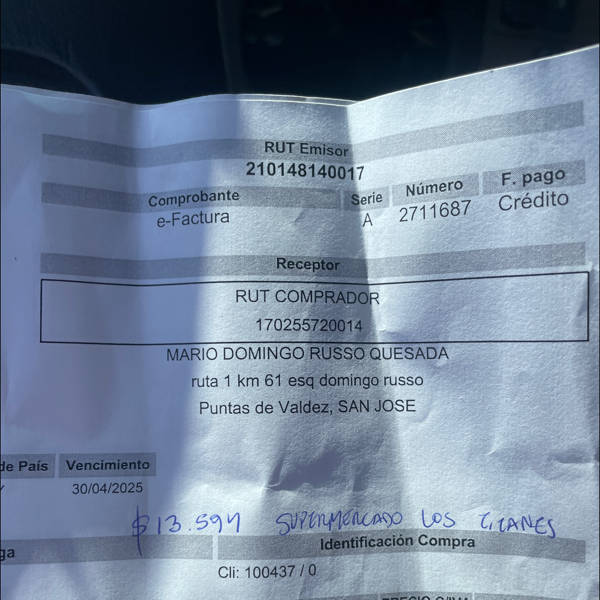 RUT Emisor
210148140017
Comprobante Serie Número F. pago
e-Factura A 2711687 Crédito
Receptor
RUT COMPRADOR
170255720014
MARIO DOMINGO RUSSO QUESADA
ruta 1 km 61 esq domingo russo
Puntas de Valdez, SAN JOSE
de País Vencimiento
30/04/2025
$13.594 SUPERMERCADO LOS
ga Identificación Compra
Cli: 100437 / 0